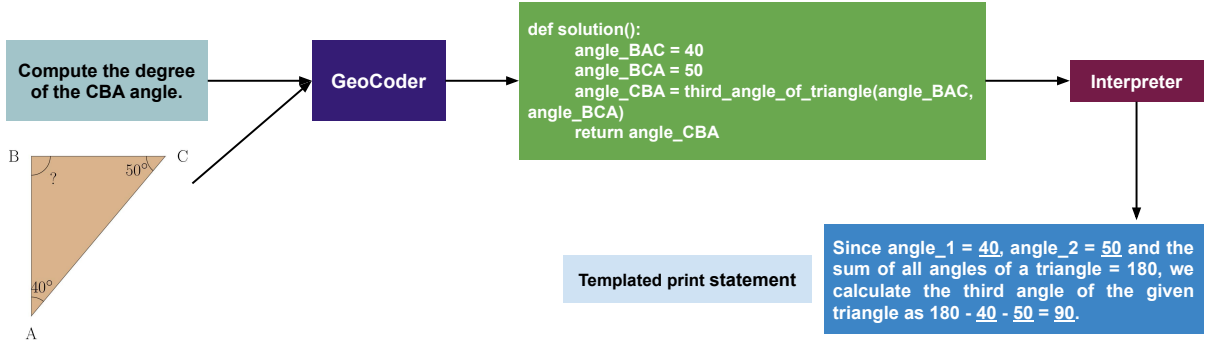 Compute the degree
of the CBA angle.
GeoCoder
def solution():
angle_BAC = 40
angle_BCA = 50
angle_CBA = third_angle_of_triangle(angle_BAC,
angle_BCA)
return angle_CBA
Interpreter
B
C
?
50°
40°
A
Templated print statement
Since angle_1 = 40, angle_2 = 50 and the
sum of all angles of a triangle = 180, we
calculate the third angle of the given
triangle as 180 - 40 - 50 = 90.